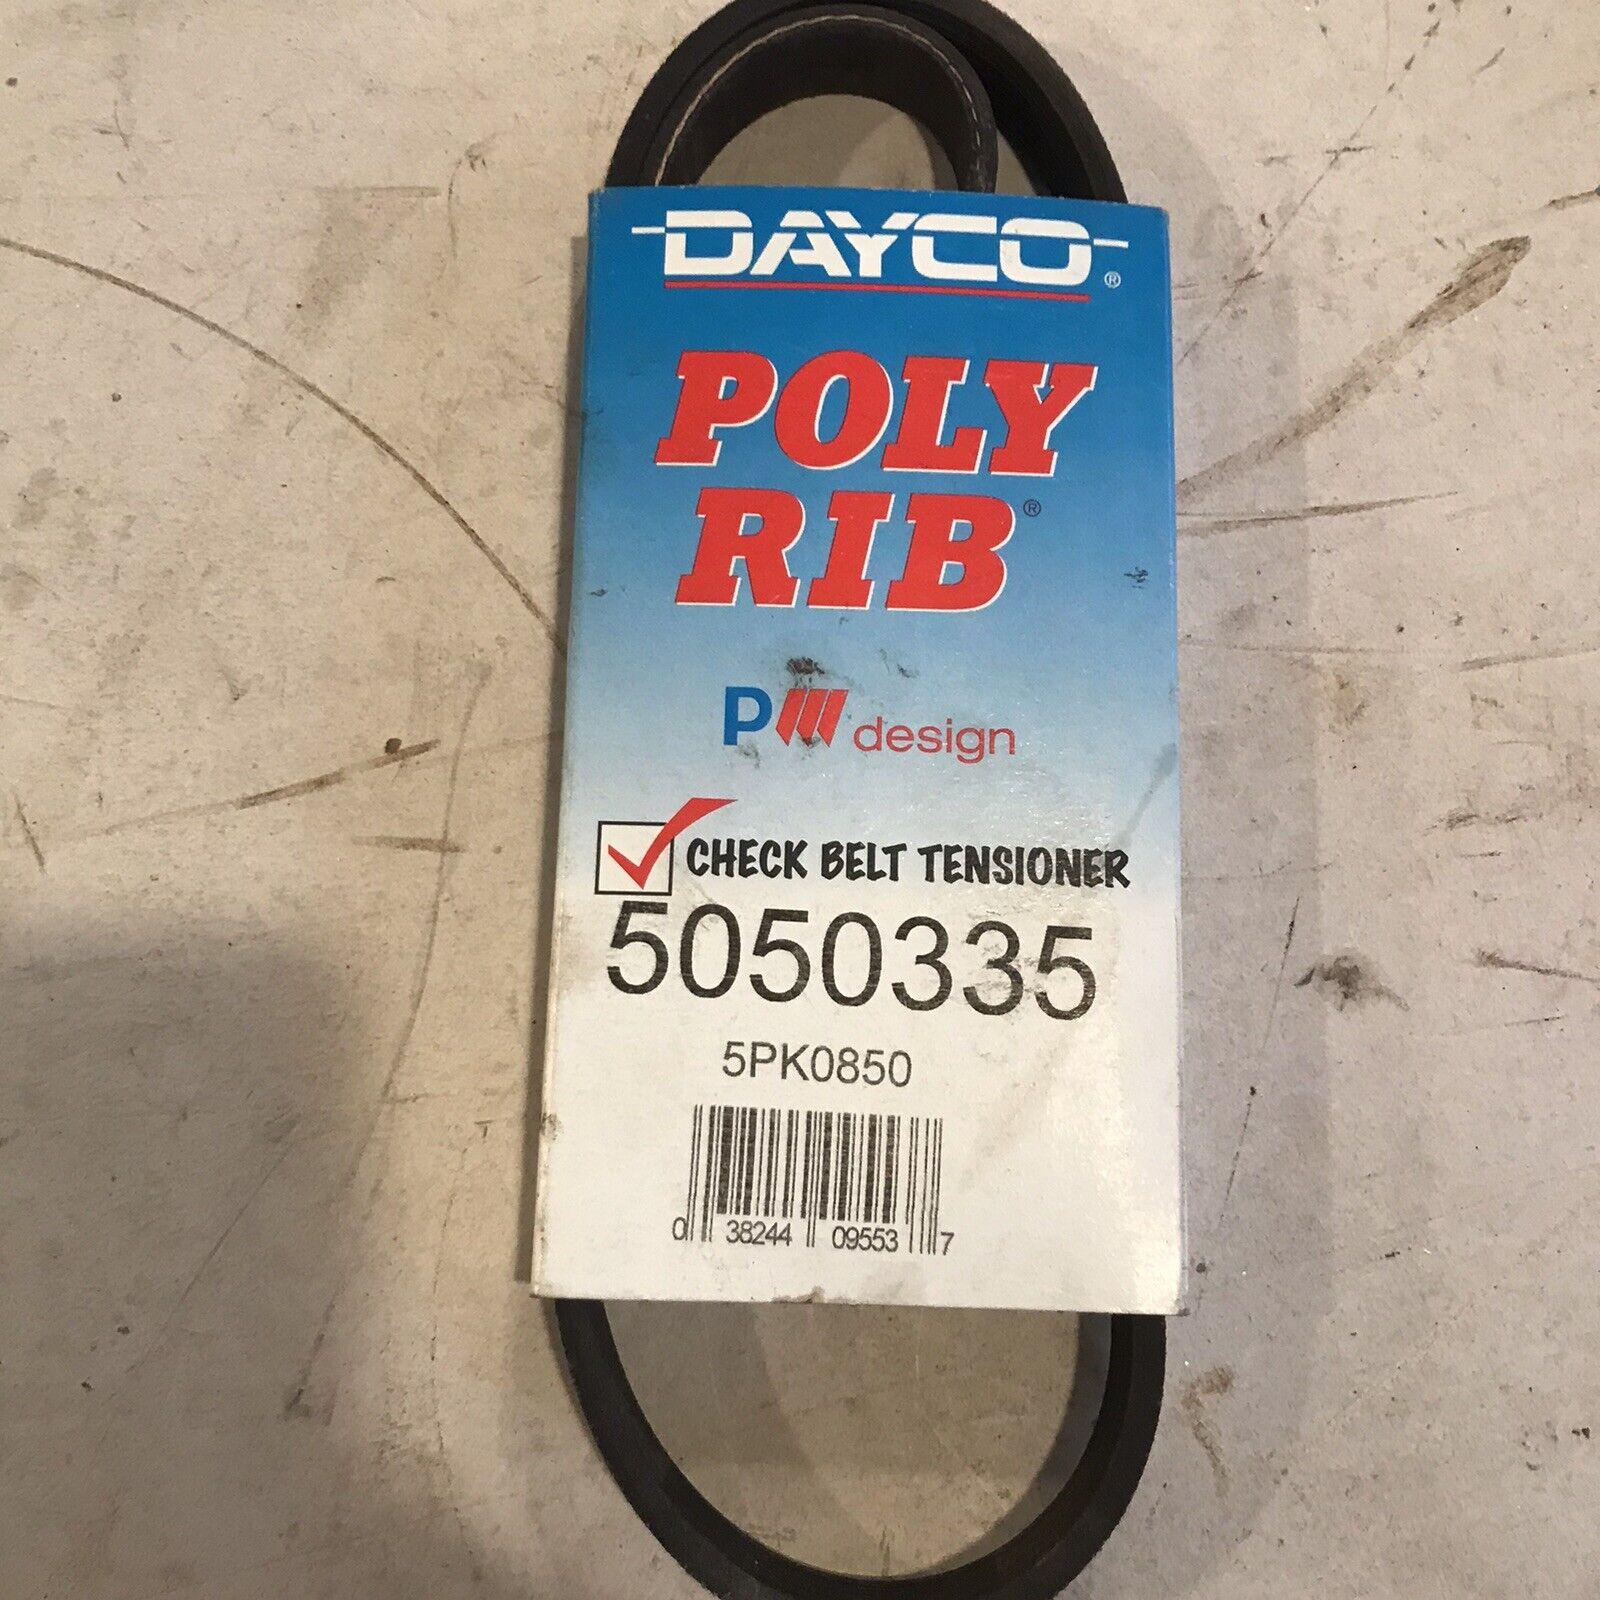 DAYCO®
POLY
RIB®
P design
CHECK BELT TENSIONER
5050335
5PK0850
0 38244 09553 7